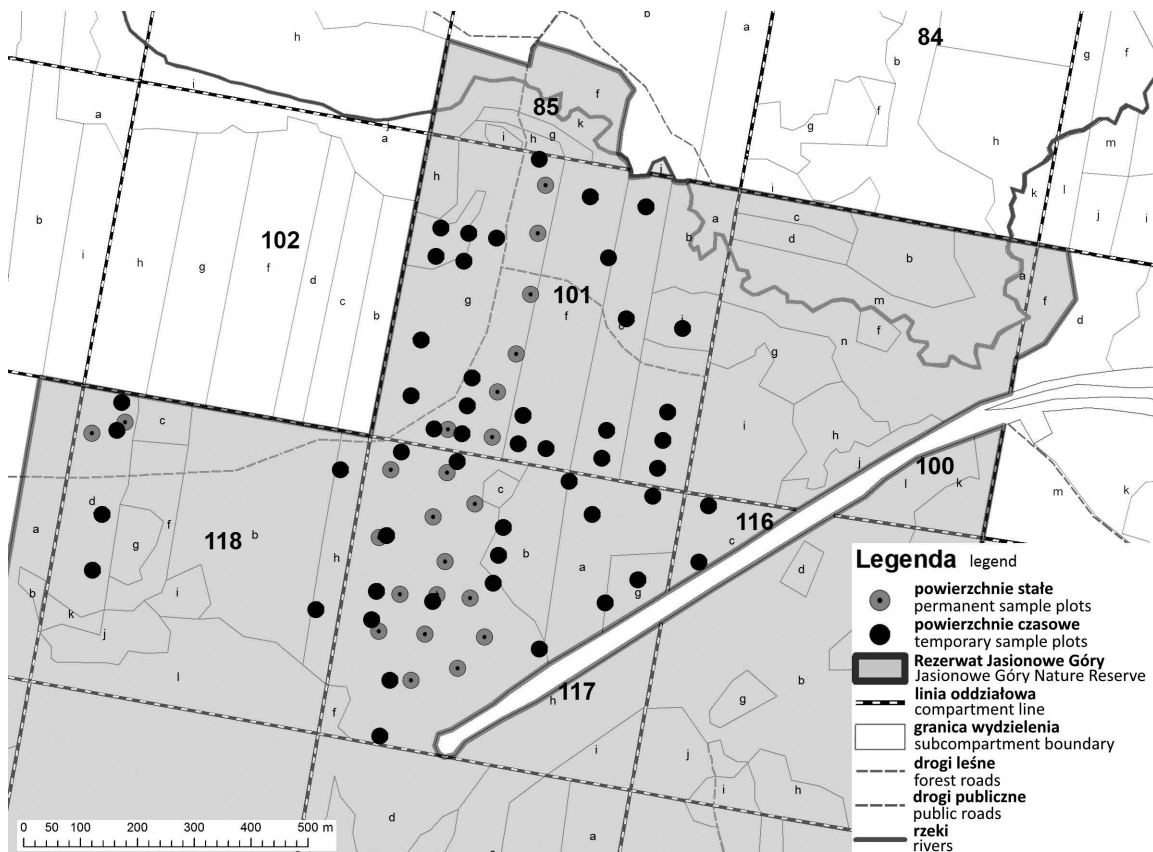 h
b
a
84
b
g
f
i
a
a
85
f
k
g
h
i
f
g
h
m
i
h
j
i
k
l
j
i
b
i
h
g
102
f
d
c
b
a
b
c
d
b
a
m
f
d
g
101
f
c
i
n
f
g
c
i
h
j
100
l
k
m
k
d
a
118
b
f
g
h
c
b
a
116
c
d
g
b
k
j
i
l
f
h
117
g
b
i
j
i
h
d
a
Legenda legend
powierzchnie stałe
permanent sample plots
powierzchnie czasowe
temporary sample plots
Rezerwat Jasionowe Góry
Jasionowe Góry Nature Reserve
linia oddziałowa
compartment line
granica wydzielenia
subcompartment boundary
drogi leśne
forest roads
drogi publiczne
public roads
rzeki
rivers
0 50 100 200 300 400 500 m